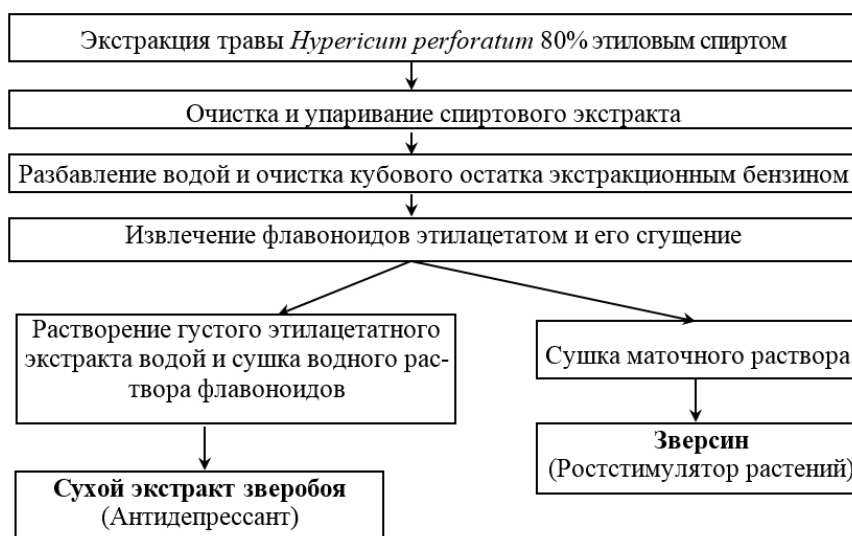 Экстракция травы Hypericum perforatum 80% этиловым спиртом
Очистка и упаривание спиртового экстракта
Разбавление водой и очистка кубового остатка экстракционным бензином
Извлечение флавоноидов этилацетатом и его сгущение
Растворение густого этилацетатного
экстракта водой и сушка водного рас-
твора флавоноидов
Сушка маточного раствора
Сухой экстракт зверобоя
(Антидепрессант)
Зверсин
(Ростстимулятор растений)